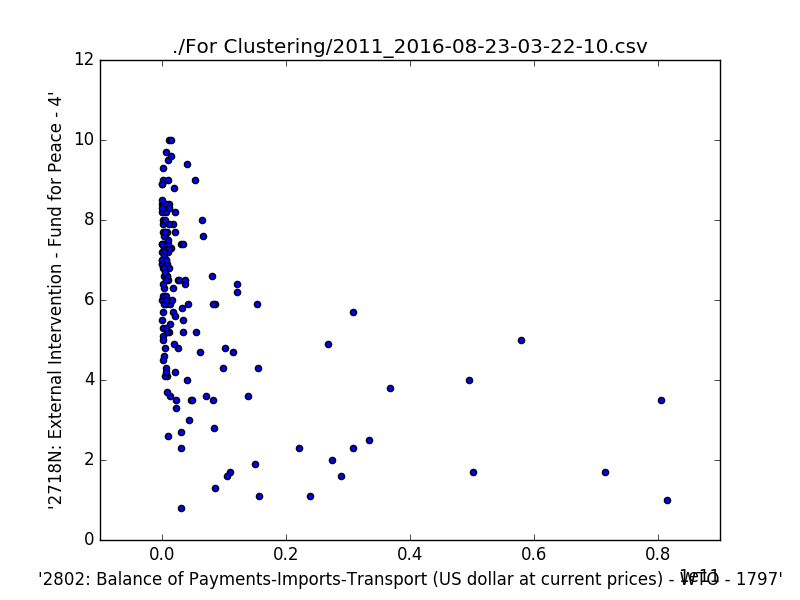 ./For Clustering/2011_2016-08-23-03-22-10.csv
12
10
8
6
4
2
0
'2718N: External Intervention - Fund for Peace - 4'
0.0 0.2 0.4 0.6 0.8
1e11
'2802: Balance of Payments-Imports-Transport (US dollar at current prices) - WTO - 1797'